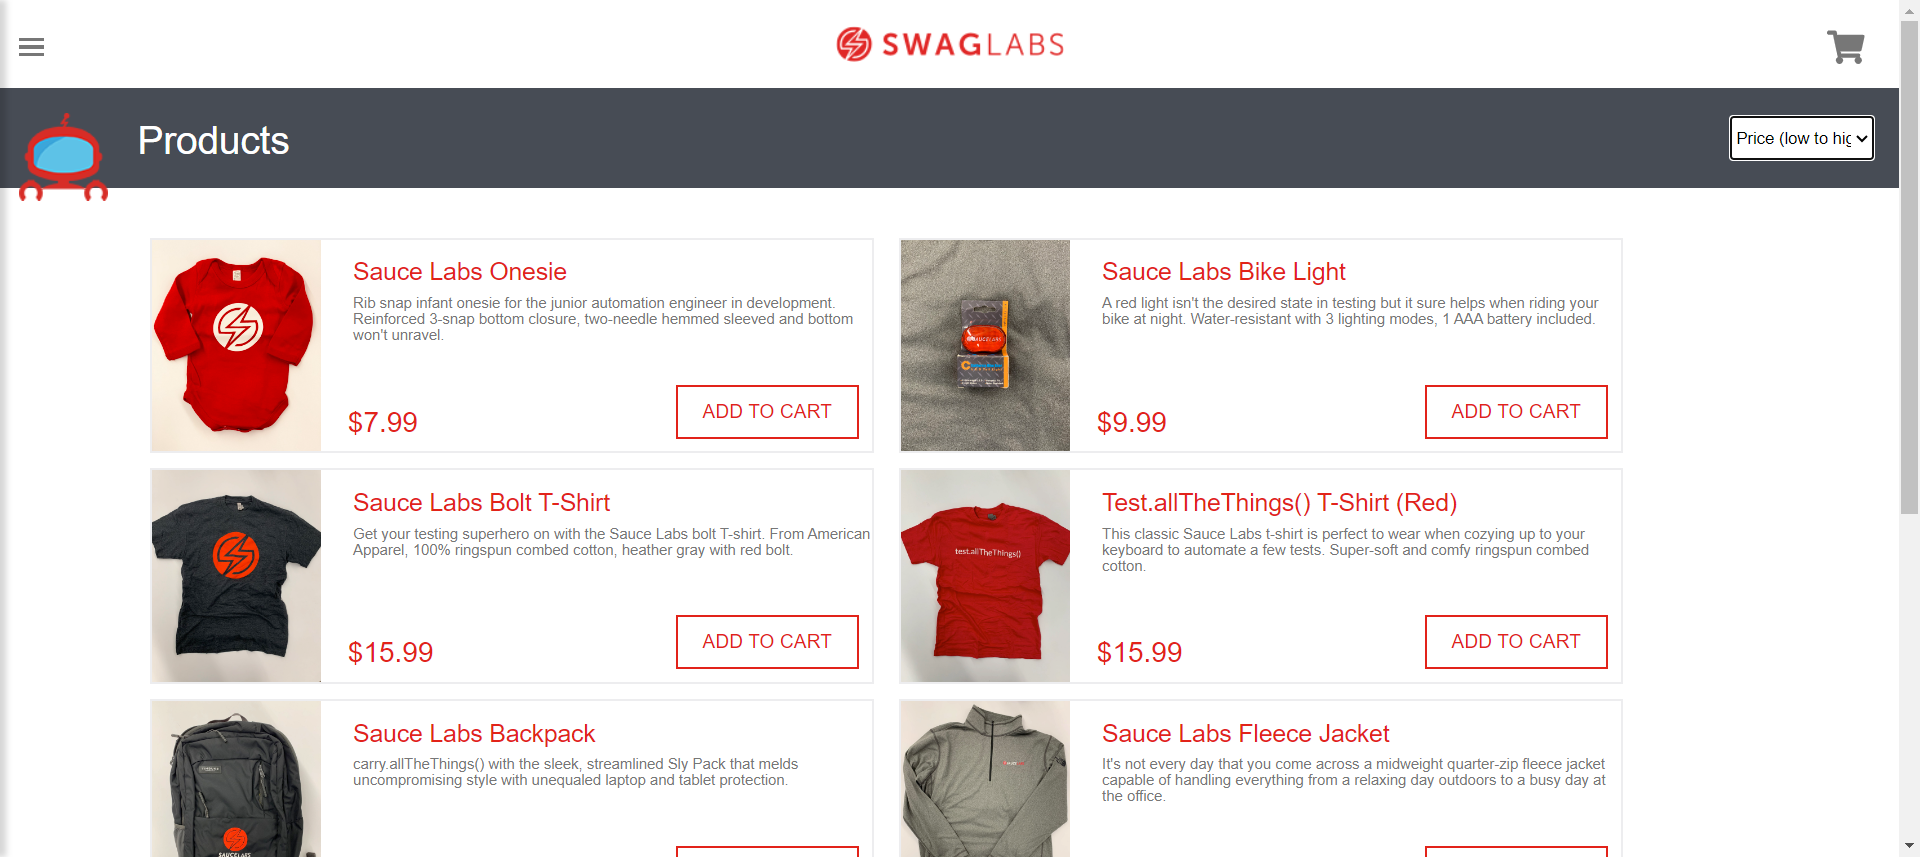 SWAGLABS
Products
Price (low to hig
Sauce Labs Onesie
Rib snap infant onesie for the junior automation engineer in development.
Reinforced 3-snap bottom closure, two-needle hemmed sleeved and bottom
won't unravel.
$7.99
ADD TO CART
Sauce Labs Bike Light
A red light isn't the desired state in testing but it sure helps when riding your
bike at night. Water-resistant with 3 lighting modes, 1 AAA battery included.
SAUCELABS
$9.99
ADD TO CART
Sauce Labs Bolt T-Shirt
Get your testing superhero on with the Sauce Labs bolt T-shirt. From American
Apparel, 100% ringspun combed cotton, heather gray with red bolt.
$15.99
ADD TO CART
Test.allTheThings() T-Shirt (Red)
This classic Sauce Labs t-shirt is perfect to wear when cozying up to your
keyboard to automate a few tests. Super-soft and comfy ringspun combed
cotton.
test.allTheThings()
$15.99
ADD TO CART
Sauce Labs Backpack
carry.allTheThings() with the sleek, streamlined Sly Pack that melds
uncompromising style with unequaled laptop and tablet protection.
SAUCELABS
Sauce Labs Fleece Jacket
It's not every day that you come across a midweight quarter-zip fleece jacket
capable of handling everything from a relaxing day outdoors to a busy day at
the office.